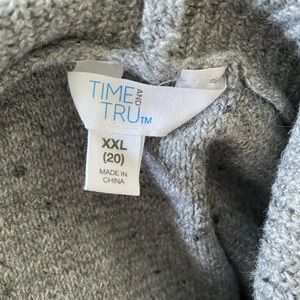 TIME
AND
TRU™
XXL
(20)
MADE IN
CHINA